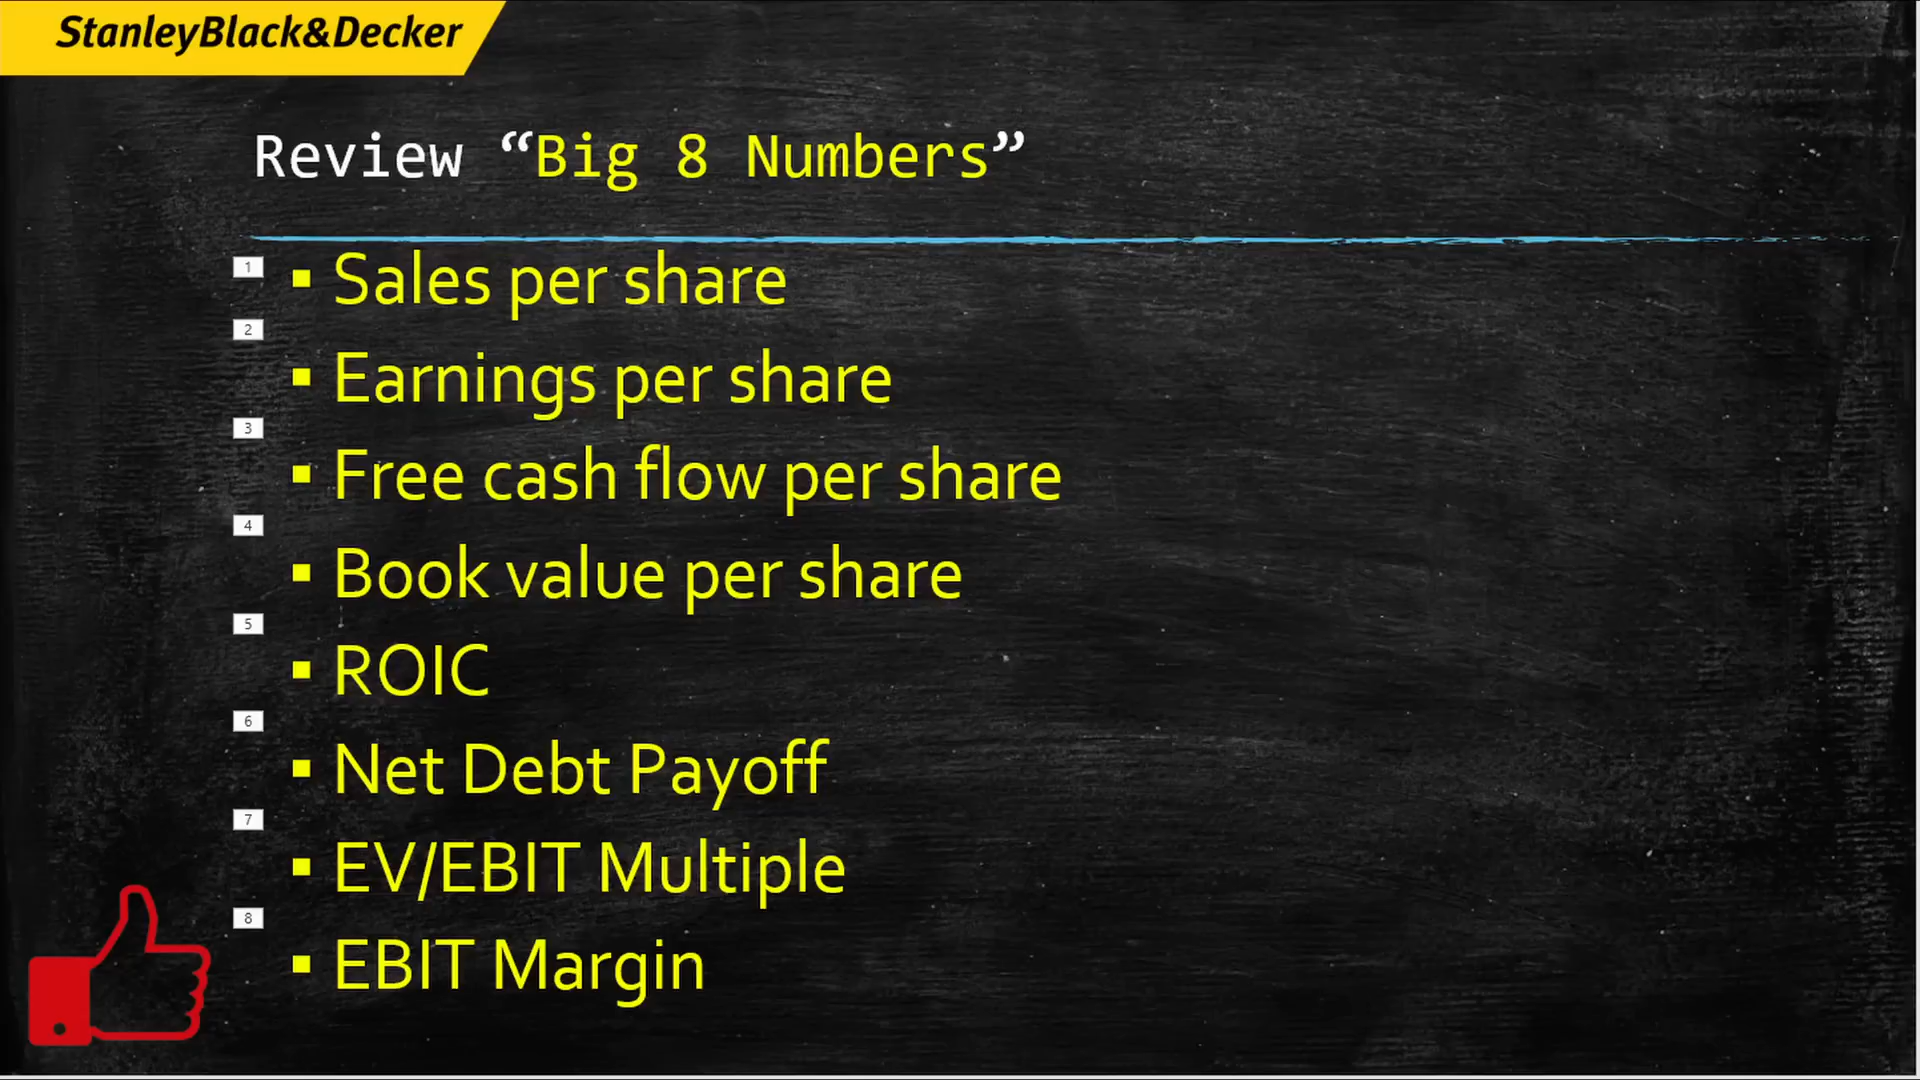 StanleyBlack&Decker
Review “Big 8 Numbers”
1
▪ Sales per share
2
▪ Earnings per share
3
▪ Free cash flow per share
4
▪ Book value per share
5
▪ ROIC
6
▪ Net Debt Payoff
7
▪ EV/EBIT Multiple
8
▪ EBIT Margin